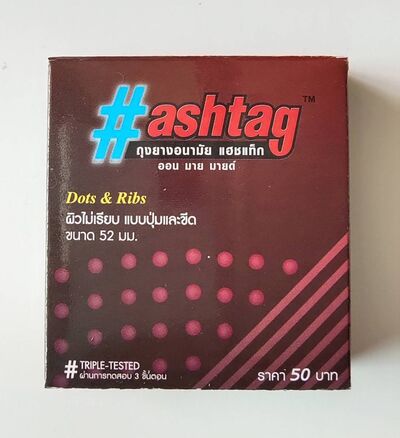 #ashtag™
ถุงยางอนามัย แฮชแท็ก
ออน มาย มายด์
Dots & Ribs
ผิวไม่เรียบ แบบปุ่มและขีด
ขนาด 52 มม.
# TRIPLE-TESTED
ผ่านการทดสอบ 3 ขั้นตอน
ราคา 50 บาท